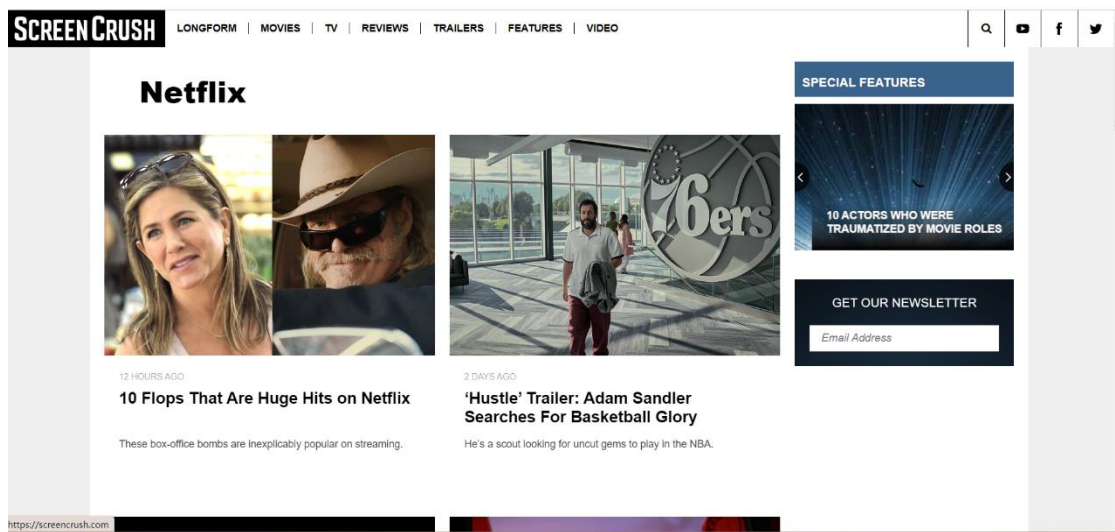 SCREENCRUSH
LONGFORM | MOVIES | TV | REVIEWS | TRAILERS | FEATURES | VIDEO
Netflix
76ers
12 HOURS AGO
10 Flops That Are Huge Hits on Netflix
These box-office bombs are inexplicably popular on streaming.
2 DAYS AGO
‘Hustle’ Trailer: Adam Sandler
Searches For Basketball Glory
He’s a scout looking for uncut gems to play in the NBA.
SPECIAL FEATURES
10 ACTORS WHO WERE
TRAUMATIZED BY MOVIE ROLES
GET OUR NEWSLETTER
Email Address
https://screencrush.com